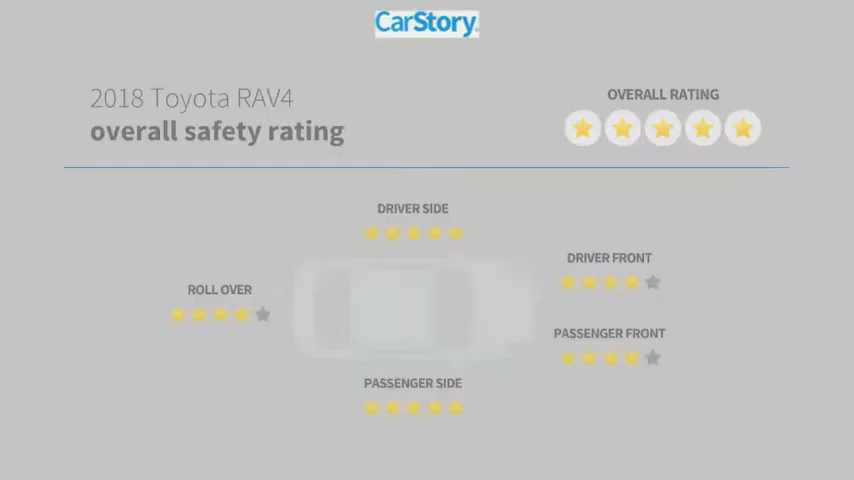 CarStory
2018 Toyota RAV4
overall safety rating
OVERALL RATING
DRIVER SIDE
DRIVER FRONT
ROLL OVER
PASSENGER FRONT
PASSENGER SIDE